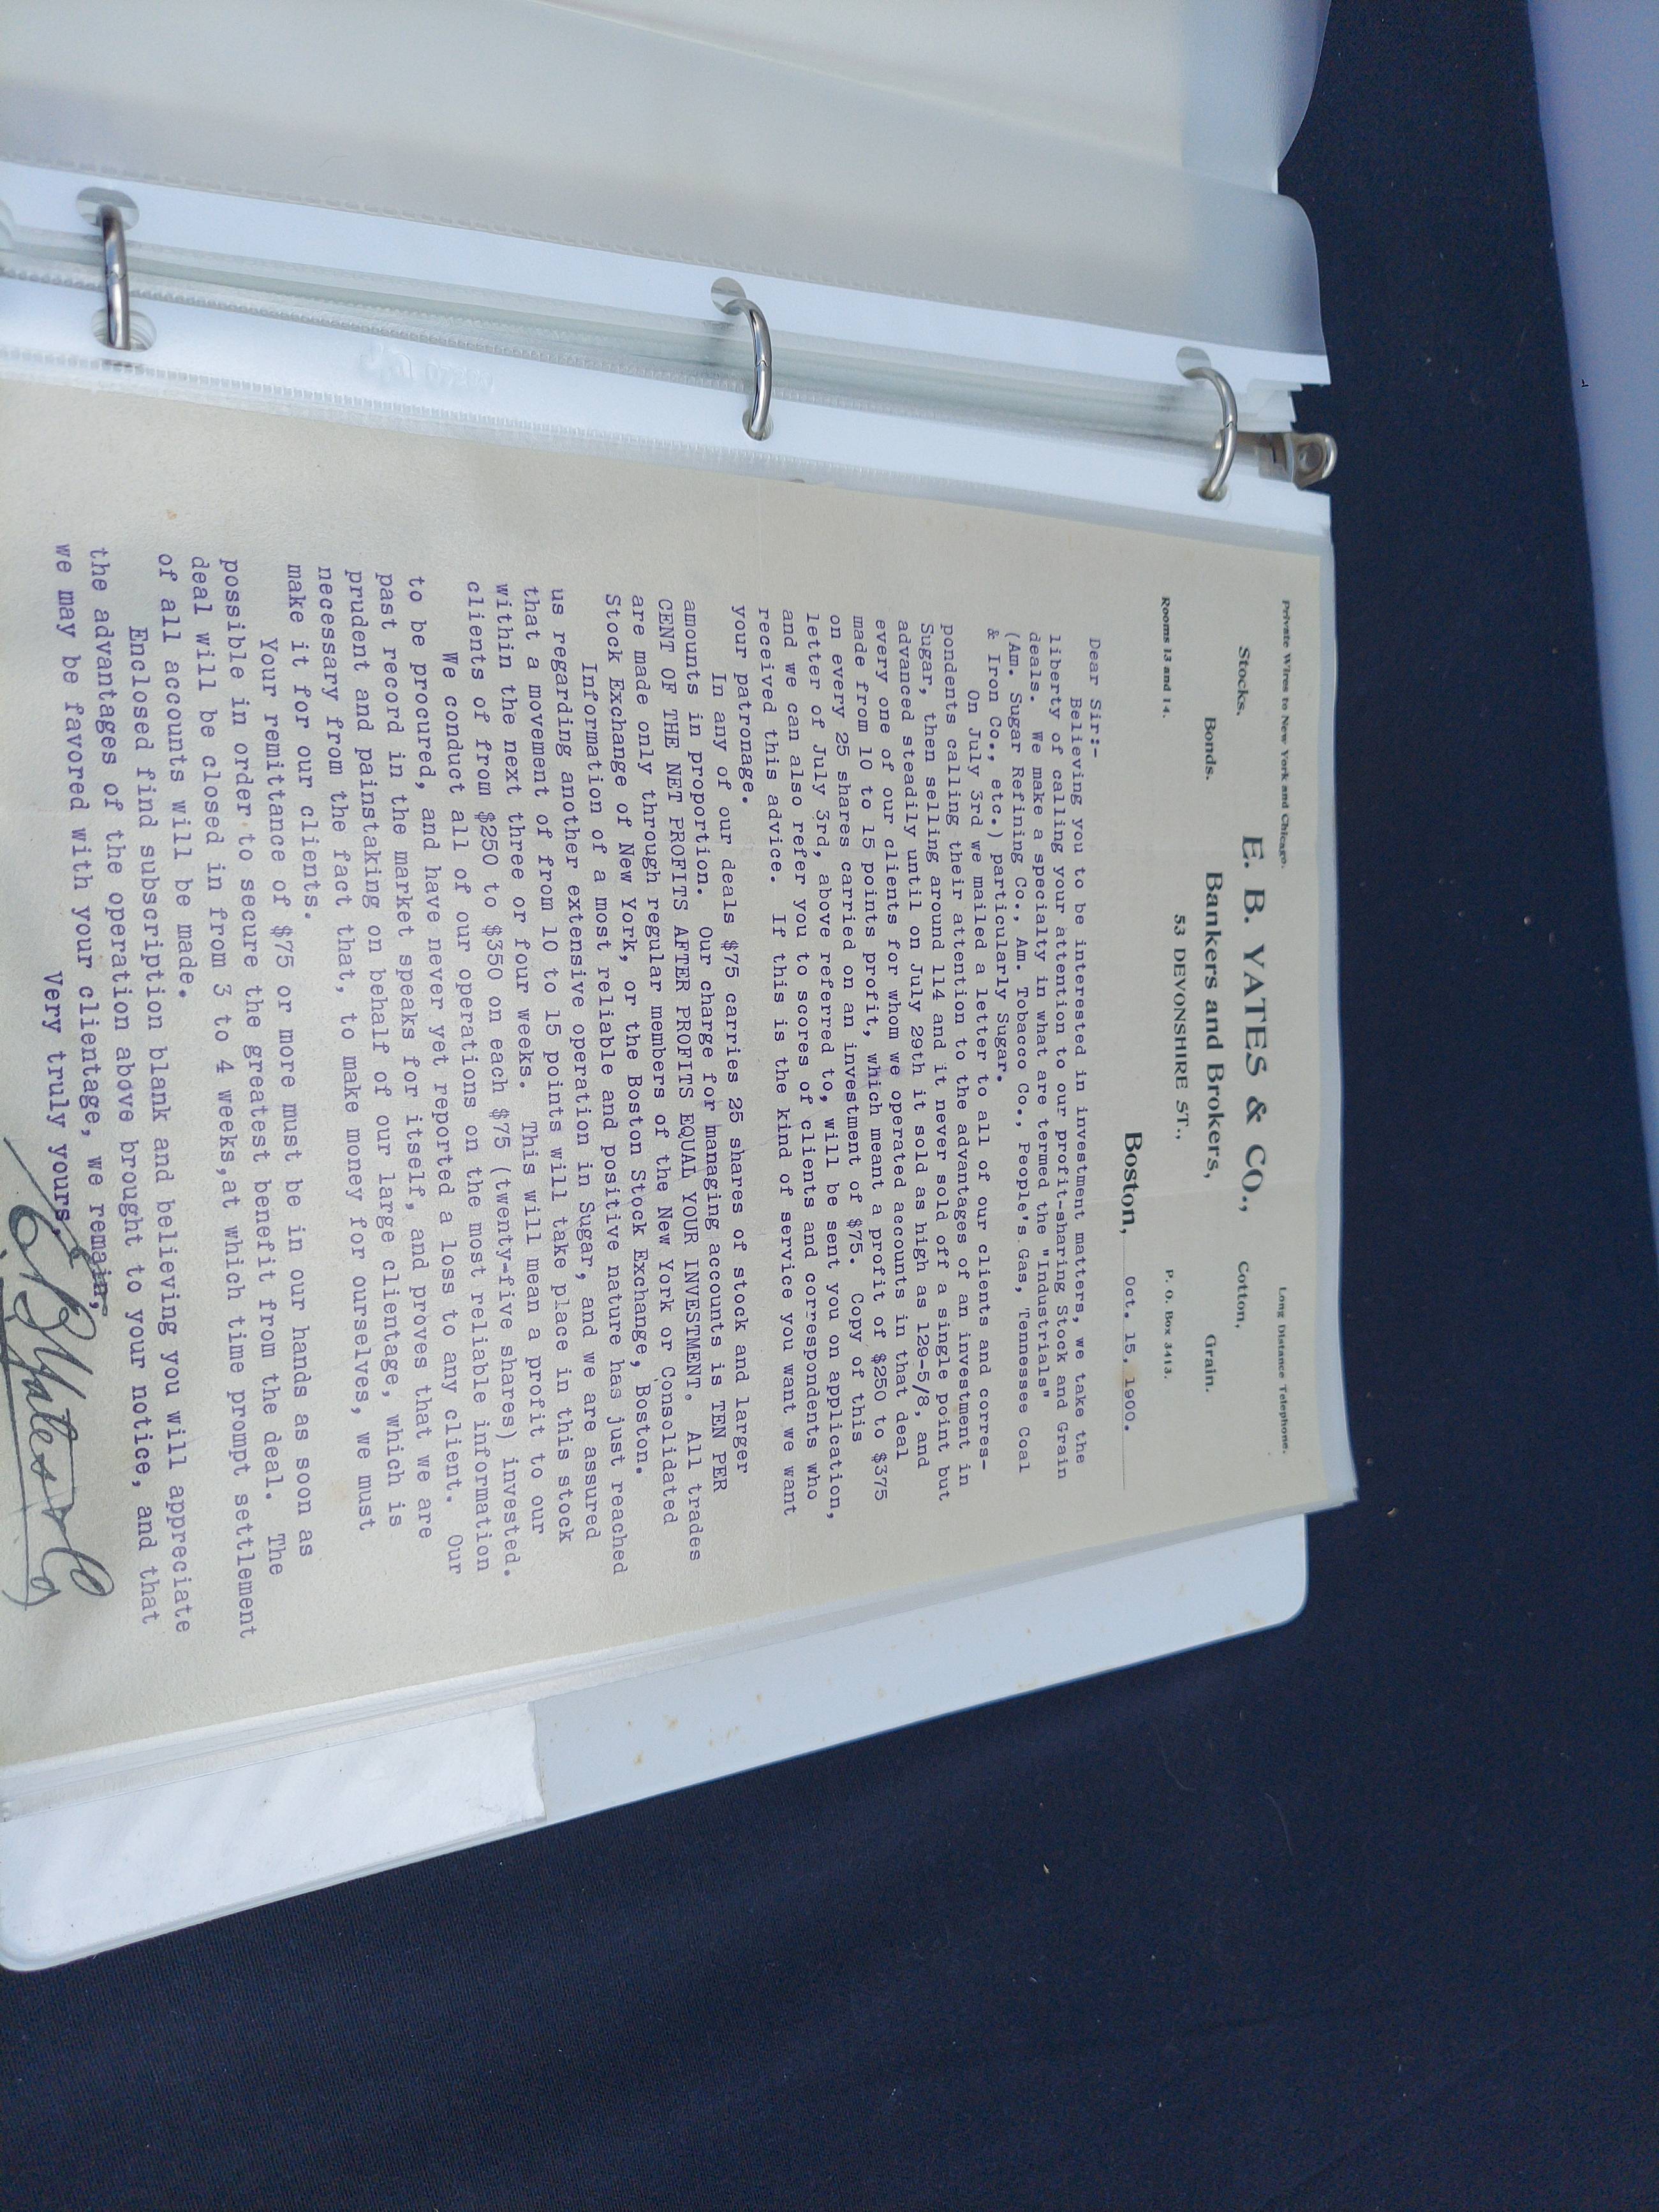 Private Wires to New York and Chicago. Long Distance Telephone.
E. B. YATES & CO.,
Stocks. Cotton,
Bankers and Brokers,
Bonds. Grain.
53 DEVONSHIRE ST.,
Rooms 13 and 14. P. O. Box 3413.
Boston, Oct. 15, 1900.
Dear Sir:-
Believing you to be interested in investment matters, we take the
liberty of calling your attention to our profit-sharing Stock and Grain
deals. We make a specialty in what are termed the "Industrials"
(Am. Sugar Refining Co., Am. Tobacco Co., People's Gas, Tennessee Coal
& Iron Co., etc.) particularly Sugar.
On July 3rd we mailed a letter to all of our clients and corres-
pondents calling their attention to the advantages of an investment in
Sugar, then selling around 114 and it never sold off a single point but
advanced steadily until on July 29th it sold as high as 129-5/8, and
every one of our clients for whom we operated accounts in that deal
made from 10 to 15 points profit, which meant a profit of $250 to $375
on every 25 shares carried on an investment of $75. Copy of this
letter of July 3rd, above referred to, will be sent you on application,
and we can also refer you to scores of clients and correspondents who
received this advice. If this is the kind of service you want we want
your patronage.
In any of our deals $75 carries 25 shares of stock and larger
amounts in proportion. Our charge for managing accounts is TEN PER
CENT OF THE NET PROFITS AFTER PROFITS EQUAL YOUR INVESTMENT. All trades
are made only through regular members of the New York or Consolidated
Stock Exchange of New York, or the Boston Stock Exchange, Boston.
Information of a most reliable and positive nature has just reached
us regarding another extensive operation in Sugar, and we are assured
that a movement of from 10 to 15 points will take place in this stock
within the next three or four weeks. This will mean a profit to our
clients of from $250 to $350 on each $75 (twenty-five shares) invested.
We conduct all of our operations on the most reliable information
to be procured, and have never yet reported a loss to any client. Our
past record in the market speaks for itself, and proves that we are
prudent and painstaking on behalf of our large clientage, which is
necessary from the fact that, to make money for ourselves, we must
make it for our clients.
Your remittance of $75 or more must be in our hands as soon as
possible in order to secure the greatest benefit from the deal. The
deal will be closed in from 3 to 4 weeks,at which time prompt settlement
of all accounts will be made.
Enclosed find subscription blank and believing you will appreciate
the advantages of the operation above brought to your notice, and that
we may be favored with your clientage, we remain,
Very truly yours,
E B Yates & Co